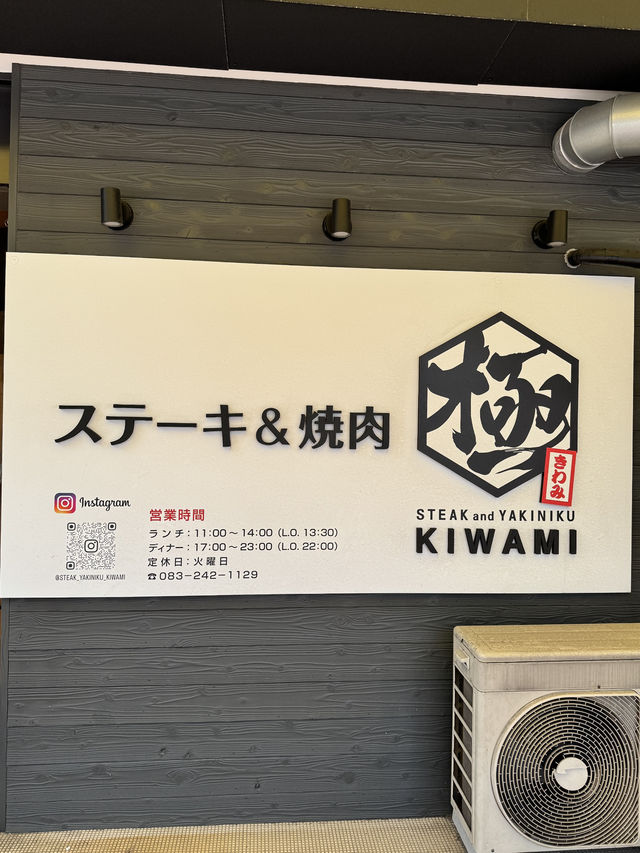 ステーキ&焼肉
極
きわみ
STEAK and YAKINIKU
KIWAMI
Instagram
@STEAK_YAKINIKU_KIWAMI
営業時間
ランチ:11:00〜14:00 (L.O. 13:30)
ディナー:17:00〜23:00 (L.O. 22:00)
定休日:火曜日
☎083-242-1129